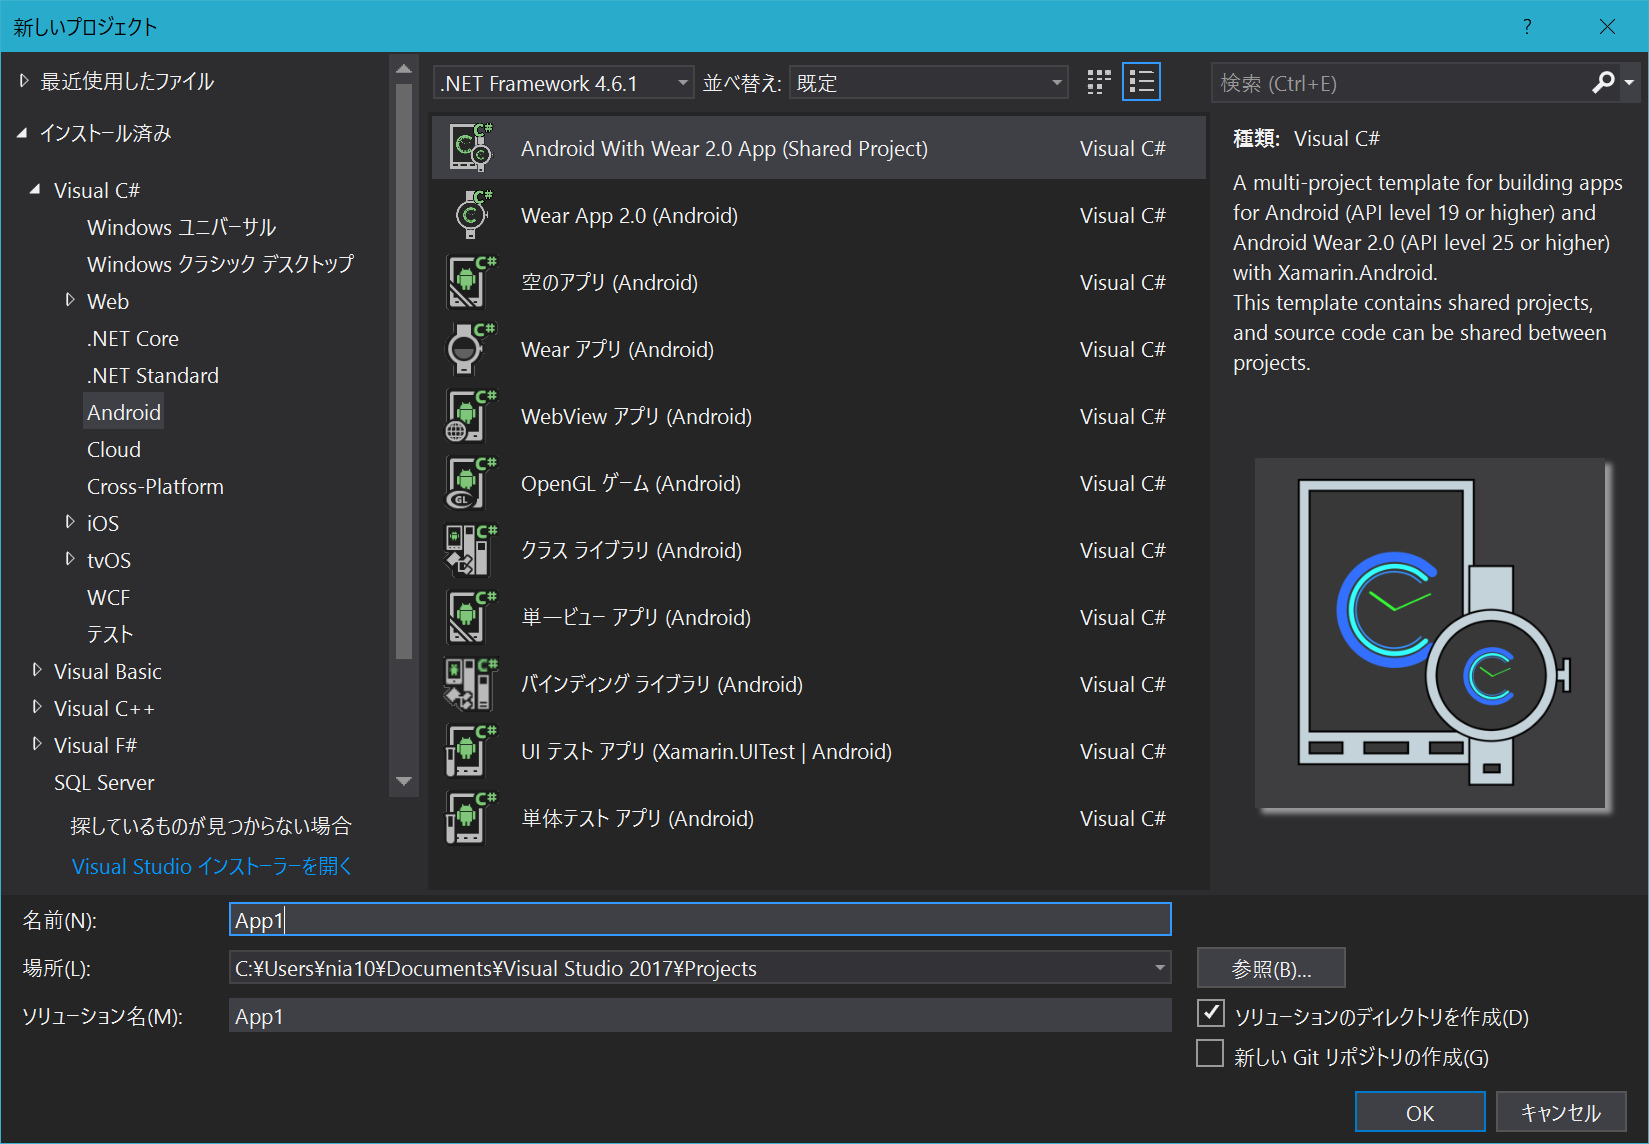 新しいプロジェクト
?
最近使用したファイル
インストール済み
Visual C#
Windows ユニバーサル
Windows クラシック デスクトップ
Web
.NET Core
.NET Standard
Android
Cloud
Cross-Platform
iOS
tvOS
WCF
テスト
Visual Basic
Visual C++
Visual F#
SQL Server
探しているものが見つからない場合
Visual Studio インストーラーを開く
.NET Framework 4.6.1
並べ替え:
既定
検索 (Ctrl+E)
Android With Wear 2.0 App (Shared Project) Visual C#
Wear App 2.0 (Android) Visual C#
空のアプリ (Android) Visual C#
Wear アプリ (Android) Visual C#
WebView アプリ (Android) Visual C#
OpenGL ゲーム (Android) Visual C#
クラス ライブラリ (Android) Visual C#
単一ビュー アプリ (Android) Visual C#
バインディング ライブラリ (Android) Visual C#
UI テスト アプリ (Xamarin.UITest | Android) Visual C#
単体テスト アプリ (Android) Visual C#
種類: Visual C#
A multi-project template for building apps
for Android (API level 19 or higher) and
Android Wear 2.0 (API level 25 or higher)
with Xamarin.Android.
This template contains shared projects,
and source code can be shared between
projects.
名前(N): App1
場所(L): C:¥Users¥nia10¥Documents¥Visual Studio 2017¥Projects
参照(B)...
ソリューション名(M): App1
ソリューションのディレクトリを作成(D)
新しい Git リポジトリの作成(G)
OK
キャンセル